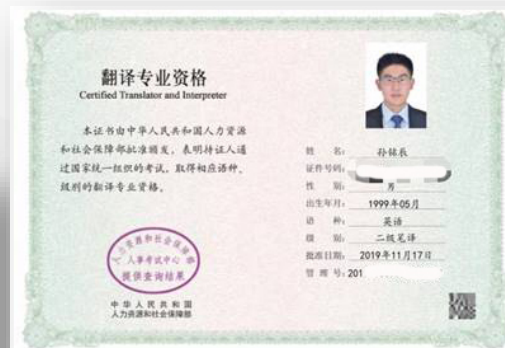 翻译专业资格
Certified Translator and Interpreter
本证书由中华人民共和国人力资源
和社会保障部批准颁发，表明持证人通
过国家统一组织的考试，取得相应语种、
级别的翻译专业资格。
人力资源和社会保障部
人事考试中心
提供查询结果
中华人民共和国
人力资源和社会保障部
姓 名： 孙铭辰
证件号码：
性 别： 男
出生年月： 1999年05月
语 种： 英语
级 别： 二级笔译
批准日期： 2019年11月17日
管 理 号： 201